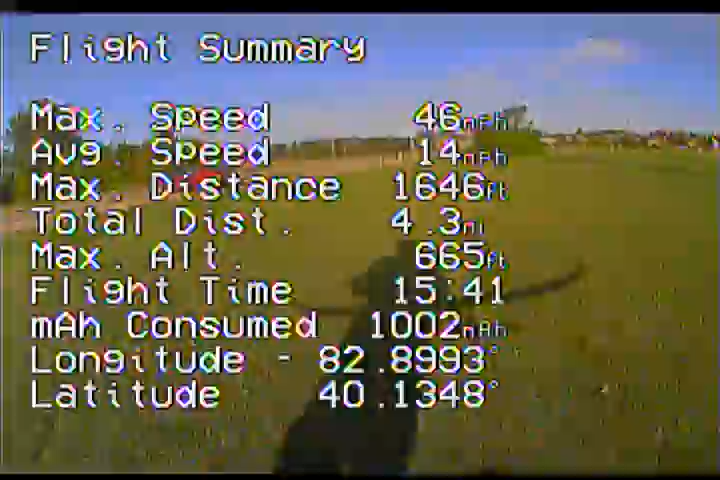 Flight Summary
Max. Speed 46mph
Avg. Speed 14mph
Max. Distance 1646ft
Total Dist. 4.3mi
Max. Alt. 665ft
Flight Time 15:41
mAh Consumed 1002mAh
Longitude - 82.8993°
Latitude 40.1348°